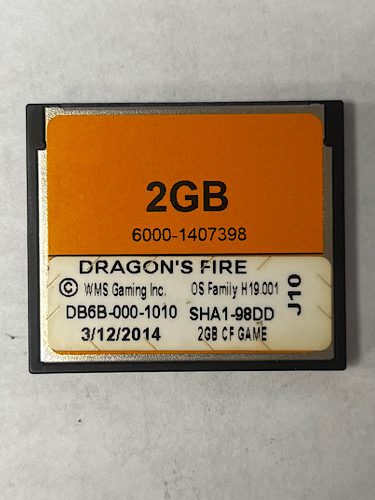 2GB
6000-1407398
DRAGON'S FIRE
© WMS Gaming Inc. OS Family H19.001
DB6B-000-1010 SHA1-98DD
3/12/2014 2GB CF GAME
J10